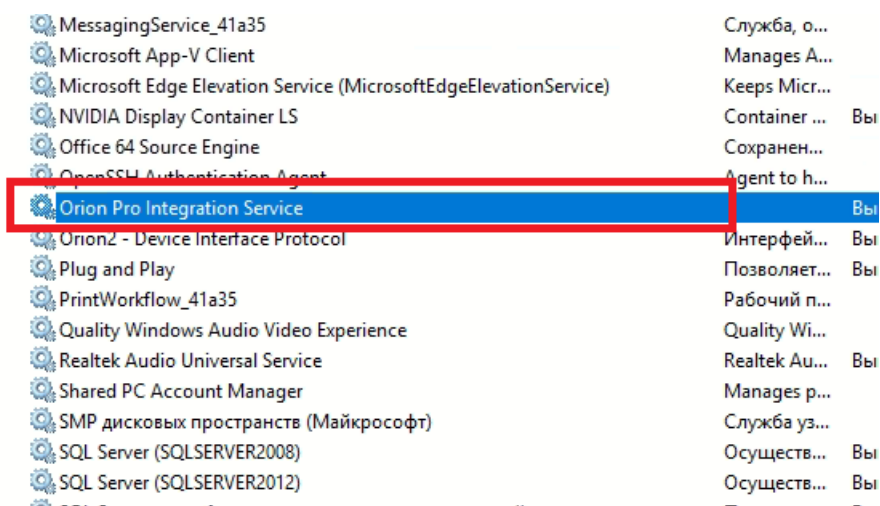 MessagingService_41a35 Служба, о...
Microsoft App-V Client Manages A...
Microsoft Edge Elevation Service (MicrosoftEdgeElevationService) Keeps Micr...
NVIDIA Display Container LS Container ... Вы
Office 64 Source Engine Сохранен...
OpenSSH Authentication Agent Agent to h...
Orion Pro Integration Service Вы
Orion2 - Device Interface Protocol Интерфей... Вы
Plug and Play Позволяет... Вы
PrintWorkflow_41a35 Рабочий п...
Quality Windows Audio Video Experience Quality Wi...
Realtek Audio Universal Service Realtek Au... Вы
Shared PC Account Manager Manages p...
SMP дисковых пространств (Майкрософт) Служба уз...
SQL Server (SQLSERVER2008) Осуществ... Вы
SQL Server (SQLSERVER2012) Осуществ... Вы